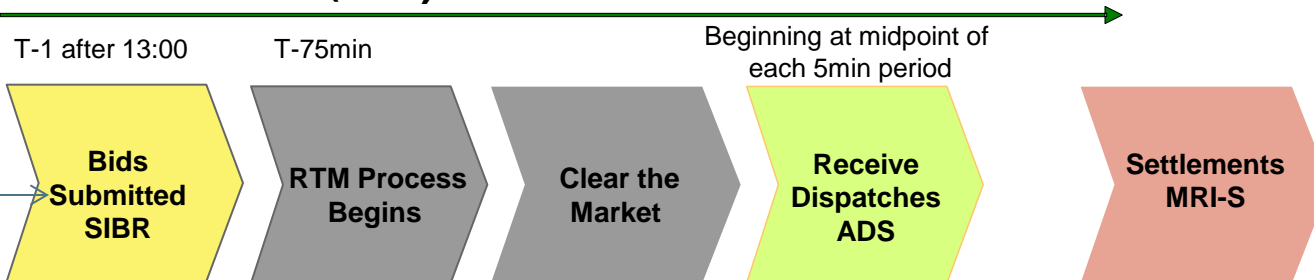 T-1 after 13:00
T-75min
Beginning at midpoint of
each 5min period
Bids
Submitted
SIBR
RTM Process
Begins
Clear the
Market
Receive
Dispatches
ADS
Settlements
MRI-S